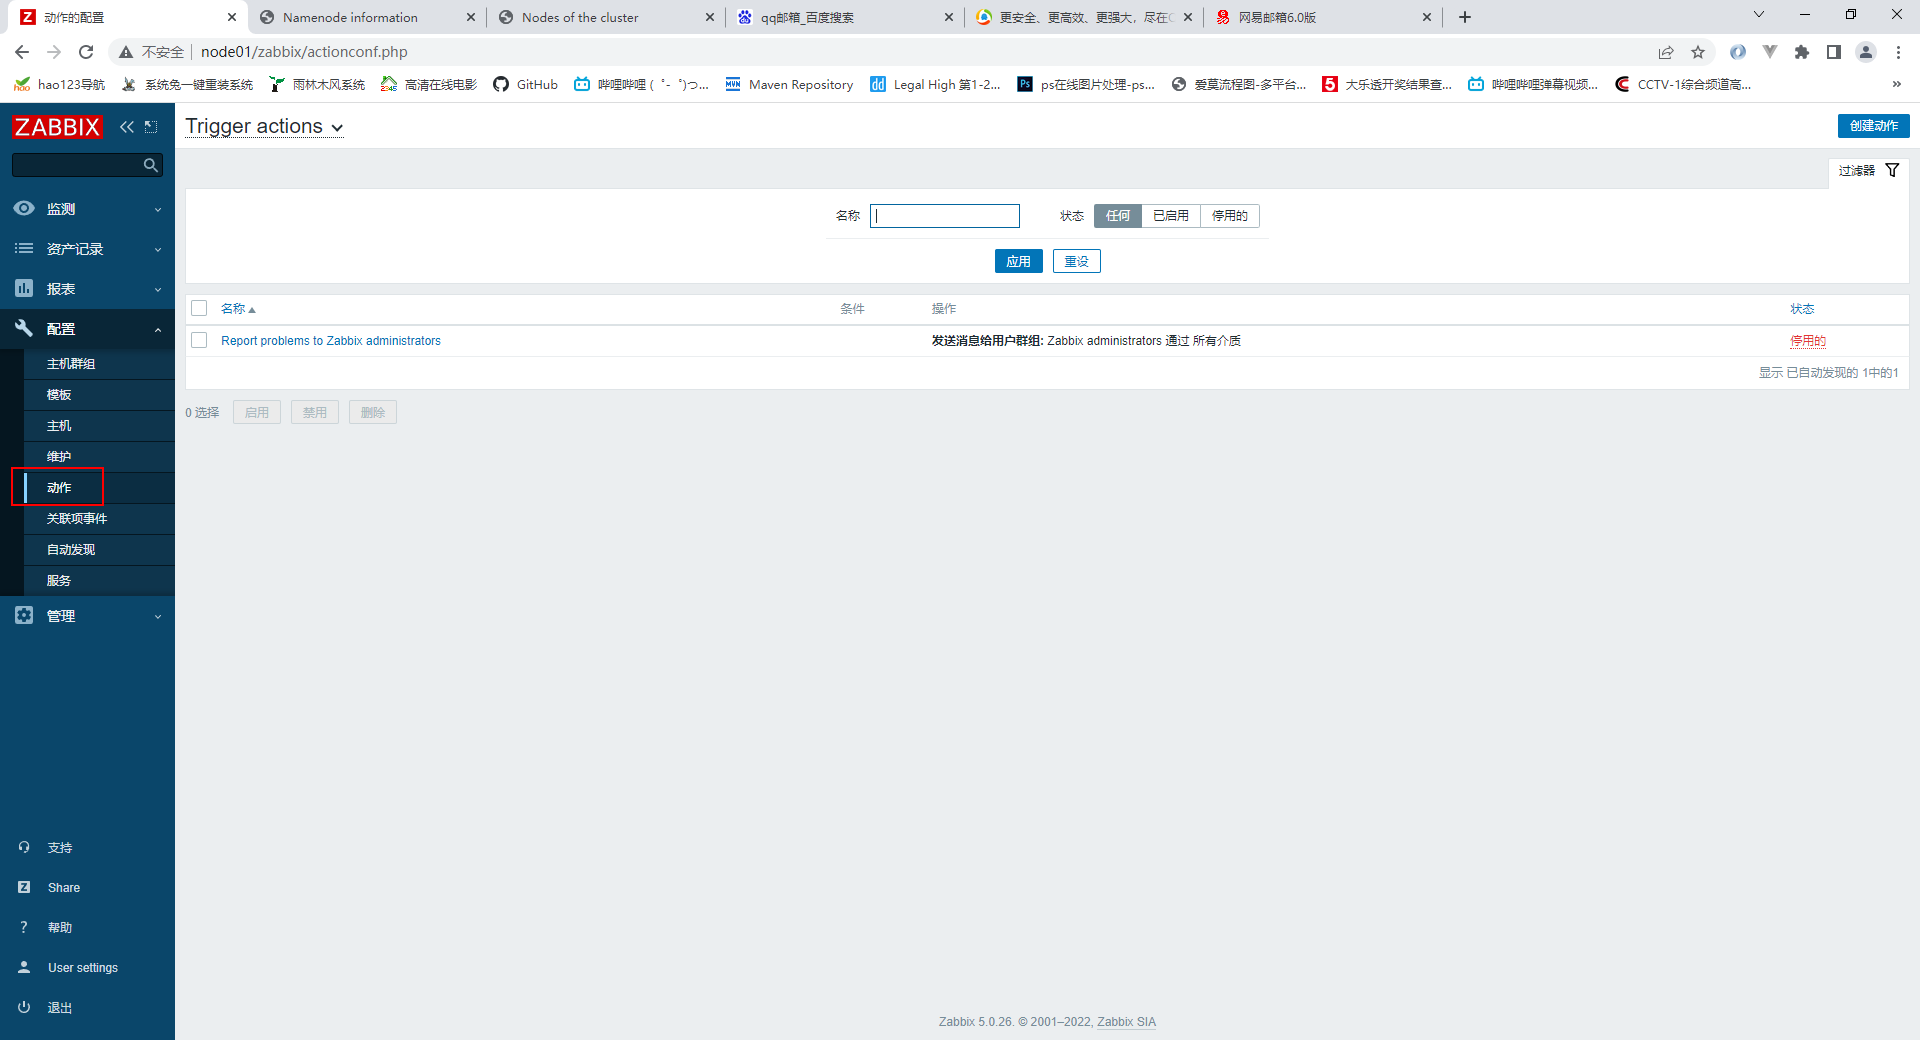 动作的配置
Namenode information
Nodes of the cluster
qq邮箱_百度搜索
更安全、更高效、更强大，尽在
网易邮箱6.0版
不安全 node01/zabbix/actionconf.php
hao123导航
系统兔一键重装系统
雨林木风系统
高清在线电影
GitHub
哔哩哔哩 ( ゜- ゜)つ...
Maven Repository
Legal High 第1-2...
ps在线图片处理-ps...
爱莫流程图-多平台...
大乐透开奖结果查...
哔哩哔哩弹幕视频...
CCTV-1综合频道高...
ZABBIX
Trigger actions
创建动作
过滤器
监测
资产记录
报表
配置
主机群组
模板
主机
维护
动作
关联项事件
自动发现
服务
管理
支持
Share
帮助
User settings
退出
名称 状态 任何 已启用 停用的
应用 重设
名称 条件 操作 状态
Report problems to Zabbix administrators 发送消息给用户群组: Zabbix administrators 通过 所有介质 停用的
显示 已自动发现的 1中的1
0 选择 启用 禁用 删除
Zabbix 5.0.26. © 2001–2022, Zabbix SIA